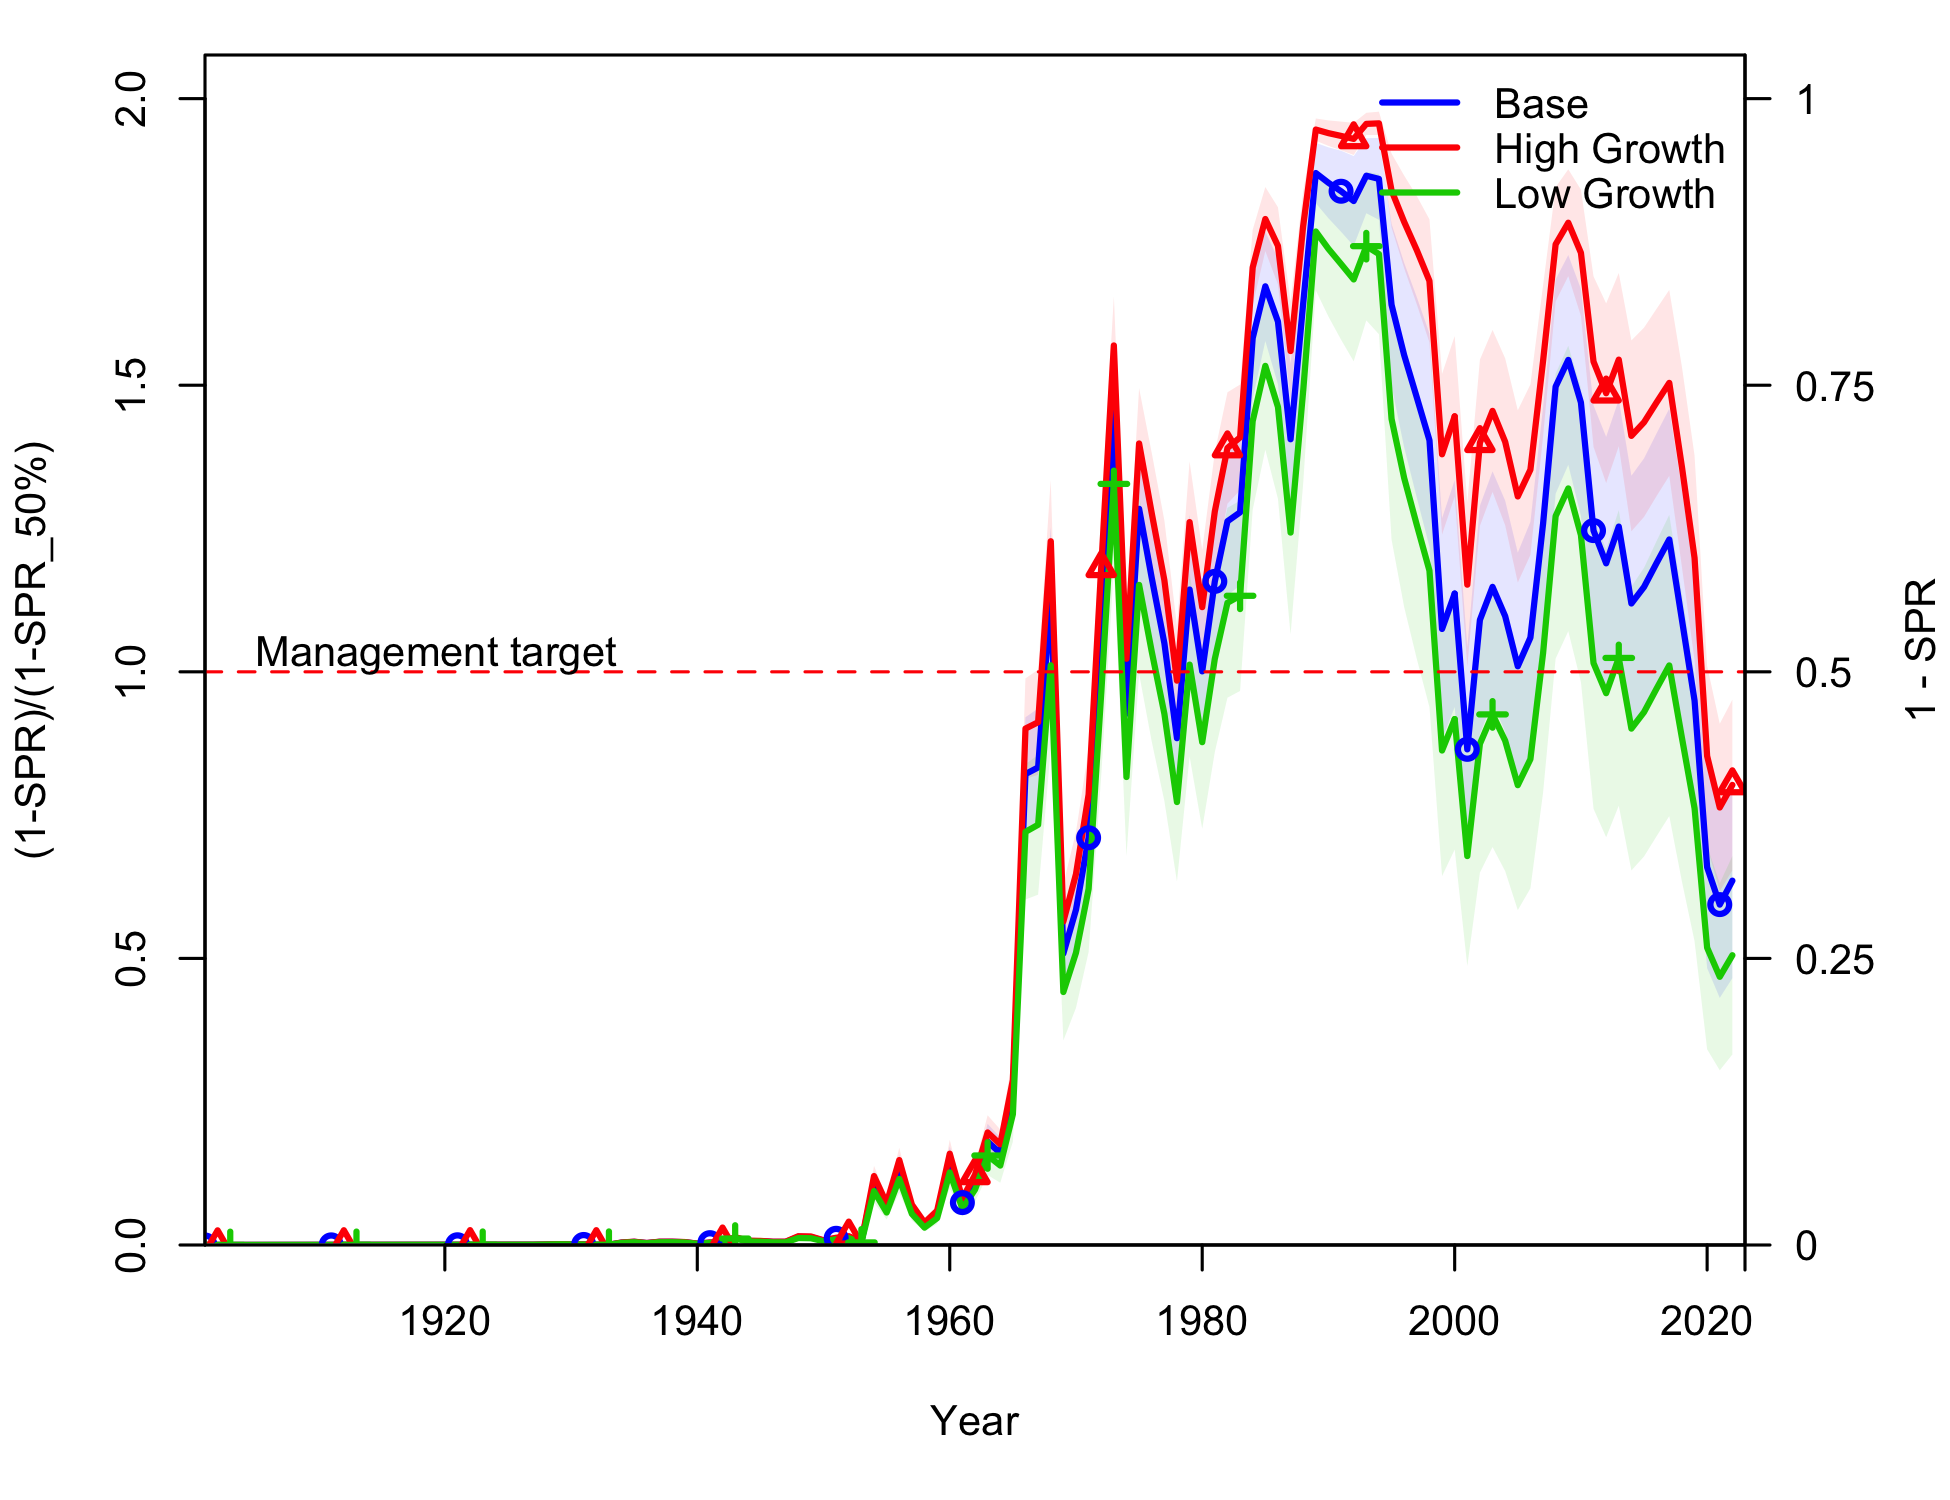 2.0
1.5
1.0
0.5
0.0
(1-SPR)/(1-SPR_50%)
Base
High Growth
Low Growth
Management target
1
0.75
0.5
0.25
0
1 - SPR
1920
1940
1960
1980
2000
2020
Year